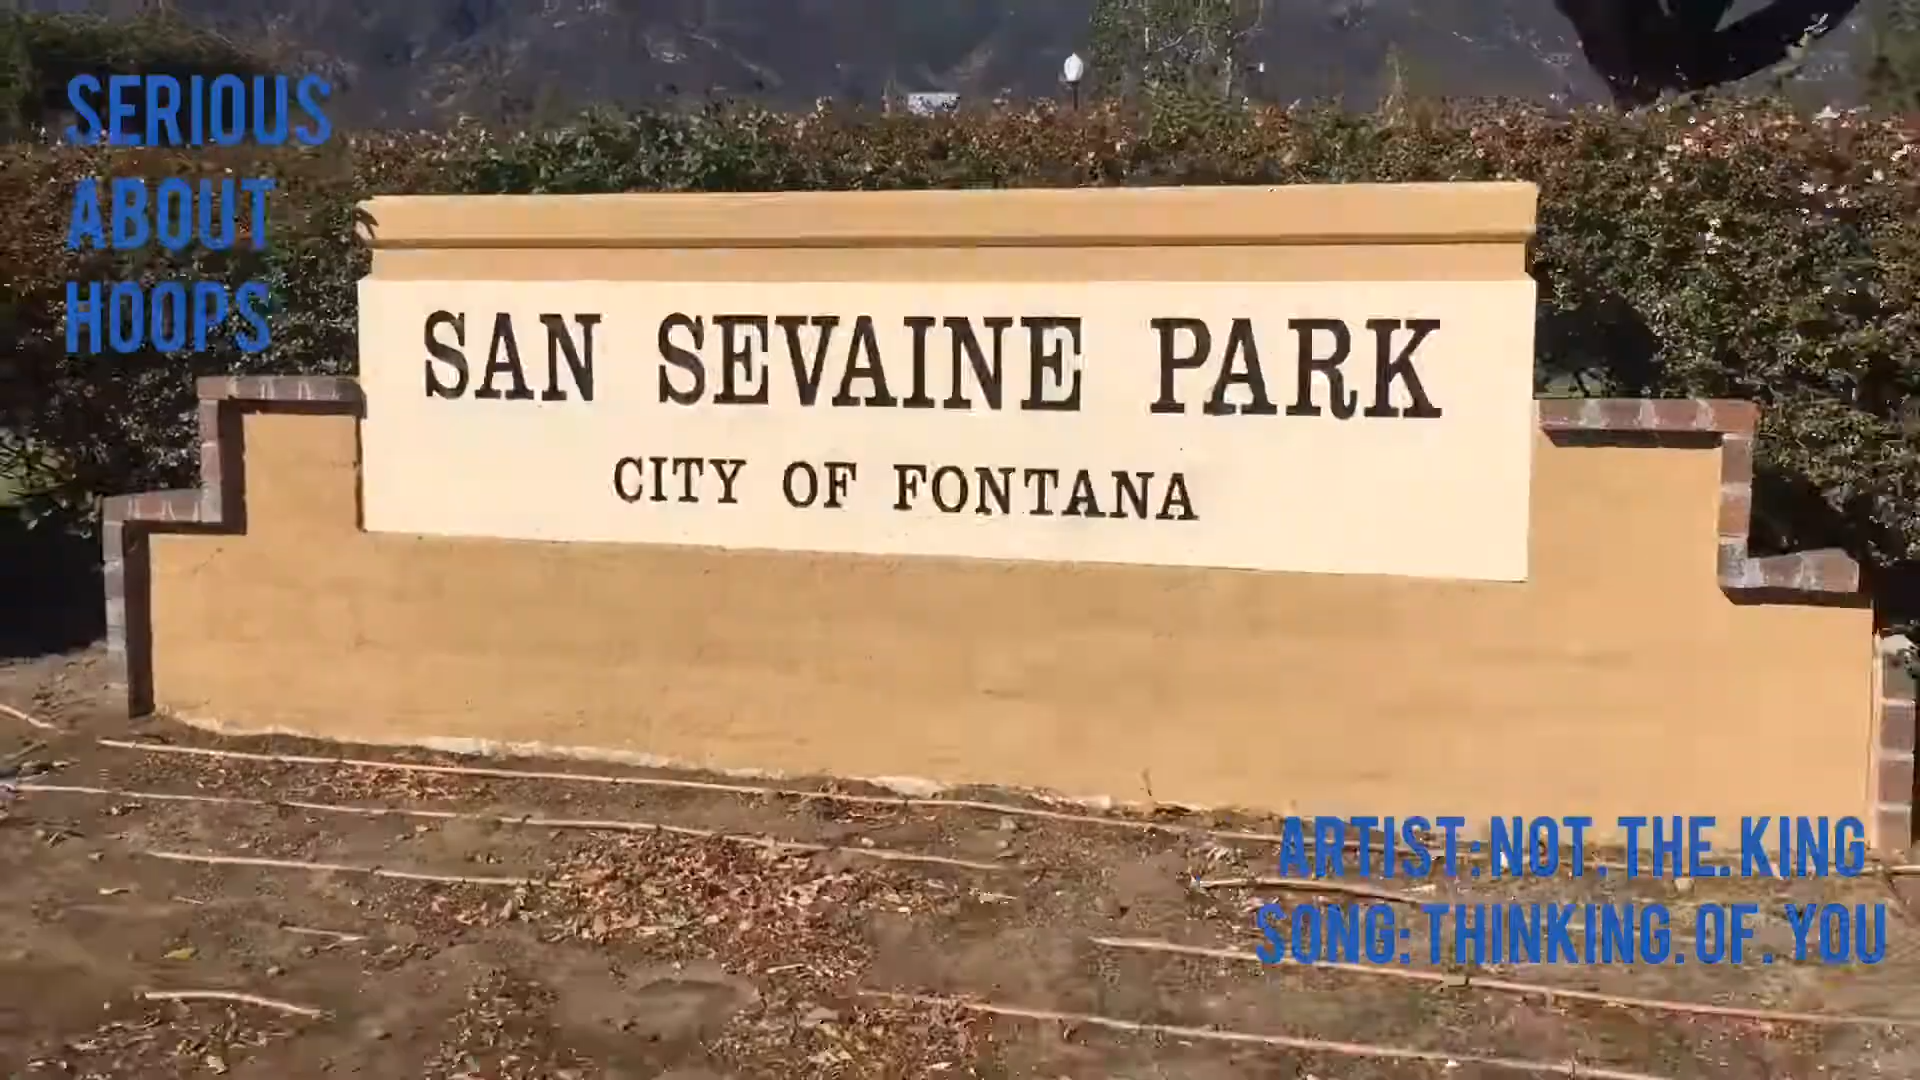 SERIOUS
ABOUT
HOOPS
SAN SEVAINE PARK
CITY OF FONTANA
ARTIST:NOT.THE.KING
SONG:THINKING.OF.YOU